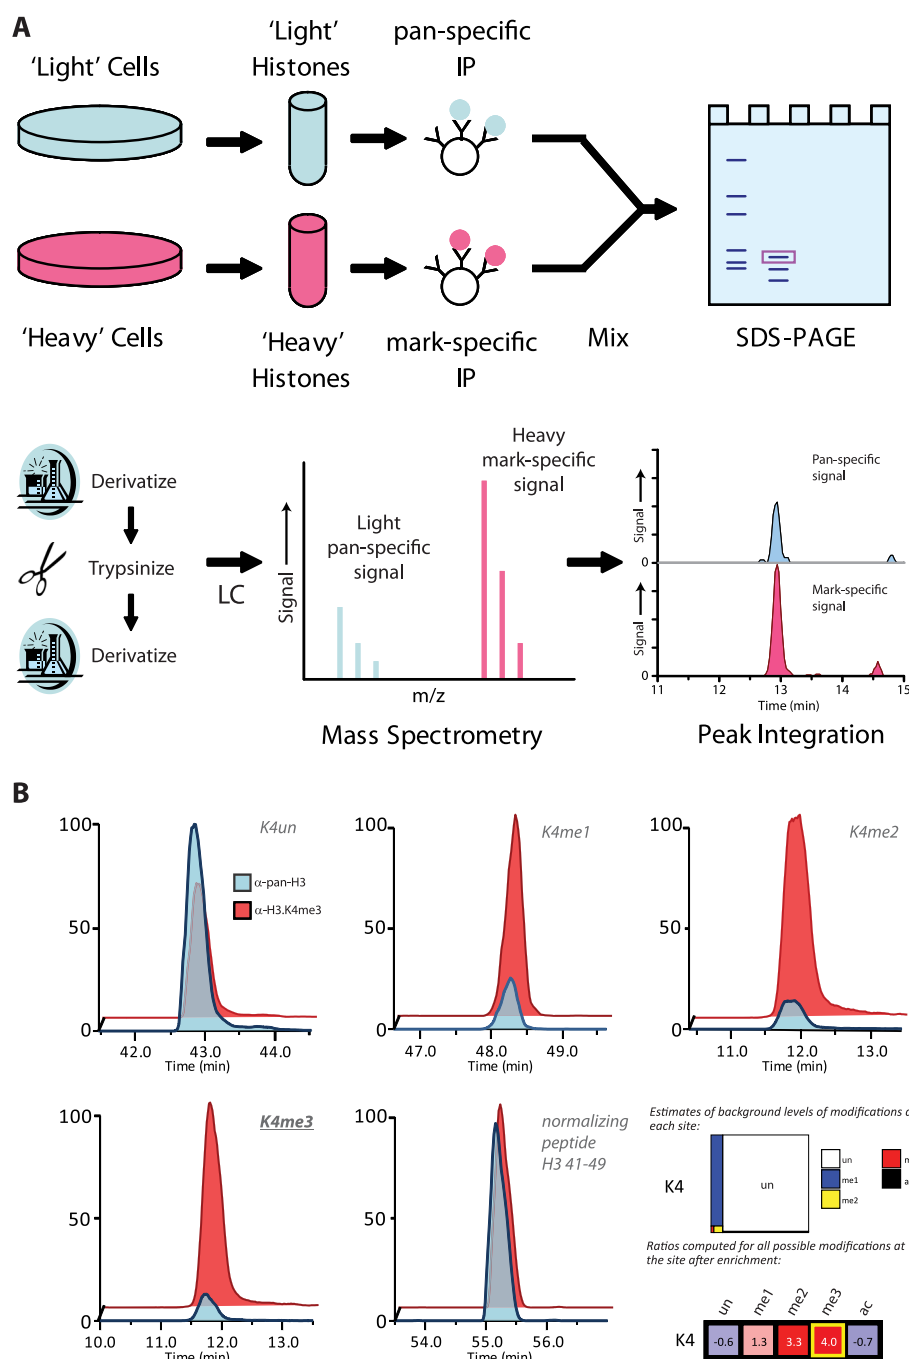 A
'Light' Cells
'Light'
Histones
pan-specific
IP
'Heavy' Cells
'Heavy'
Histones
mark-specific
IP
Mix
SDS-PAGE
Derivatize
Trypsinize
Derivatize
LC
Signal
Light
pan-specific
signal
Heavy
mark-specific
signal
m/z
Mass Spectrometry
Signal
0
Pan-specific
signal
Signal
0
Mark-specific
signal
11 12 13 14 15
Time (min)
Peak Integration
B
K4un
100
50
0
α-pan-H3
α-H3.K4me3
42.0 43.0 44.0
Time (min)
K4me1
100
50
0
47.0 48.0 49.0
Time (min)
K4me2
100
50
0
11.0 12.0 13.0
Time (min)
K4me3
100
50
0
10.0 11.0 12.0 13.0
Time (min)
normalizing
peptide
H3 41-49
100
50
0
54.0 55.0 56.0
Time (min)
Estimates of background levels of modifications
each site:
K4
un
un
me1
me2
Ratios computed for all possible modifications at
the site after enrichment:
un me1 me2 me3 ac
K4 -0.6 1.3 3.3 4.0 -0.7